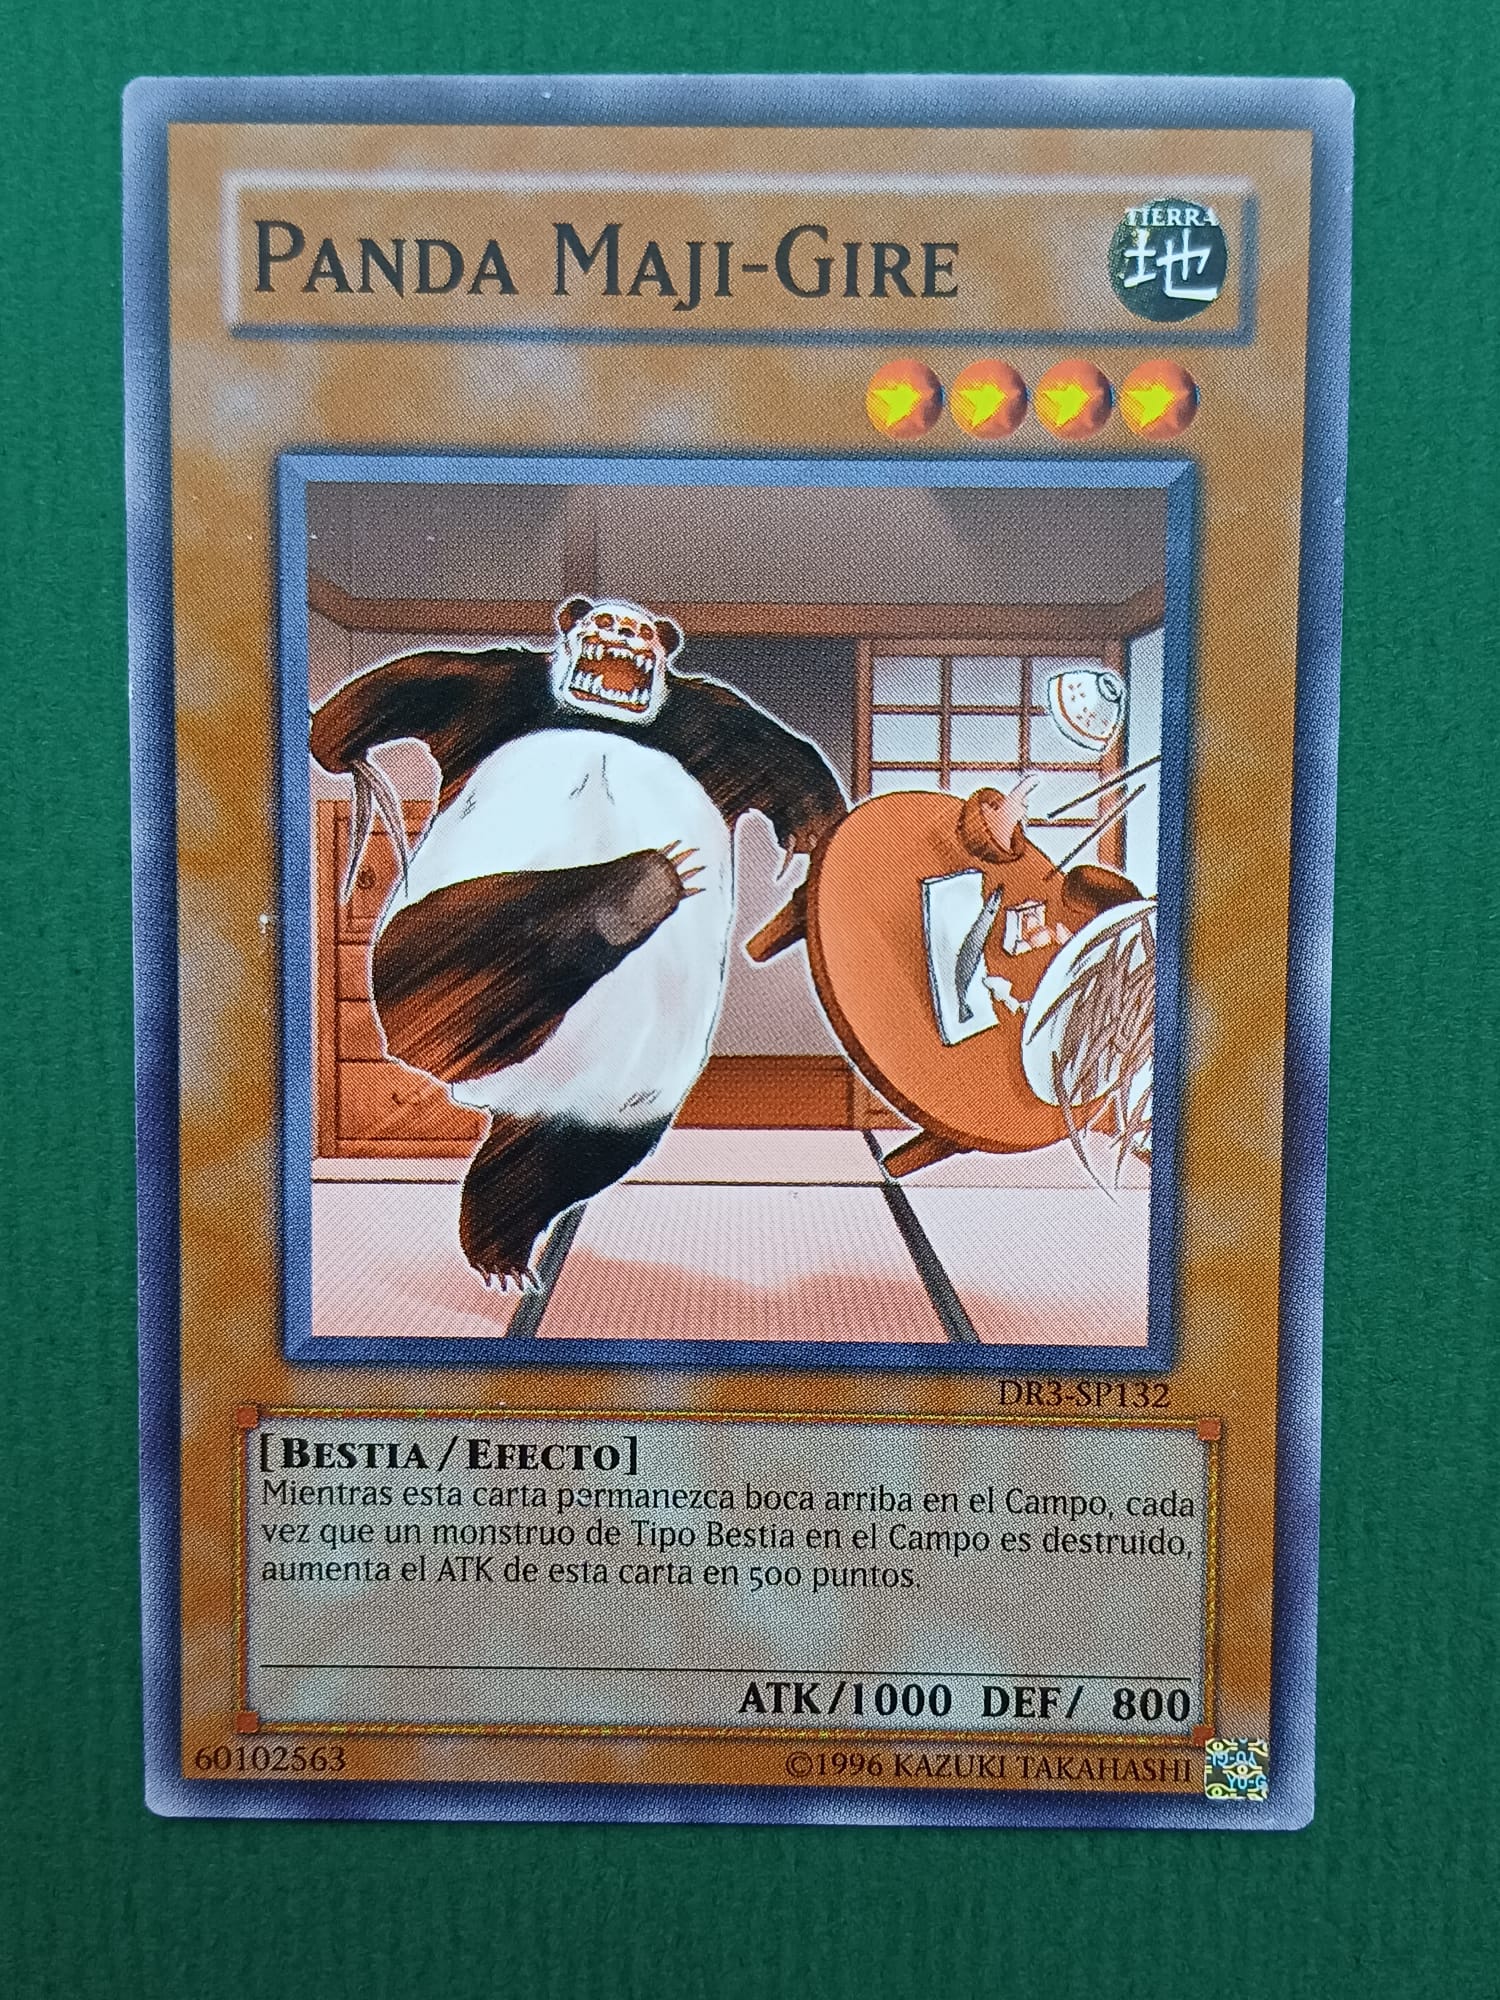 PANDA MAJI-GIRE
TIERRA
地
DR3-SP132
[BESTIA/EFECTO]
Mientras esta carta permanezca boca arriba en el Campo, cada
vez que un monstruo de Tipo Bestia en el Campo es destruido,
aumenta el ATK de esta carta en 500 puntos.
ATK/1000 DEF/ 800
60102563
©1996 KAZUKI TAKAHASHI